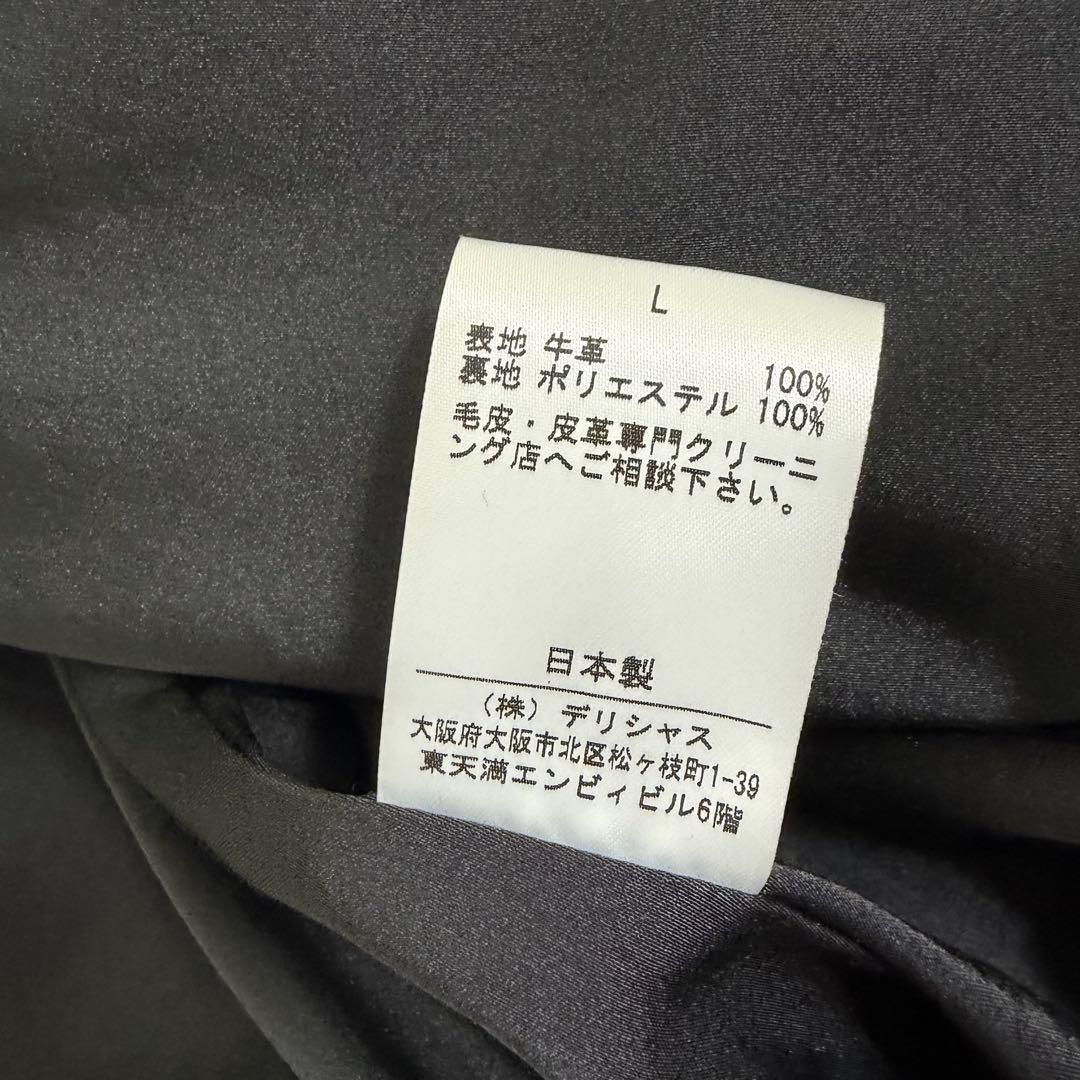 L
表地 牛革 100%
裏地 ポリエステル 100%
毛皮・皮革専門クリーニ
ング店へご相談下さい。
日本製
（株）デリシャス
大阪府大阪市北区松ヶ枝町1-39
東天満エンビィビル6階